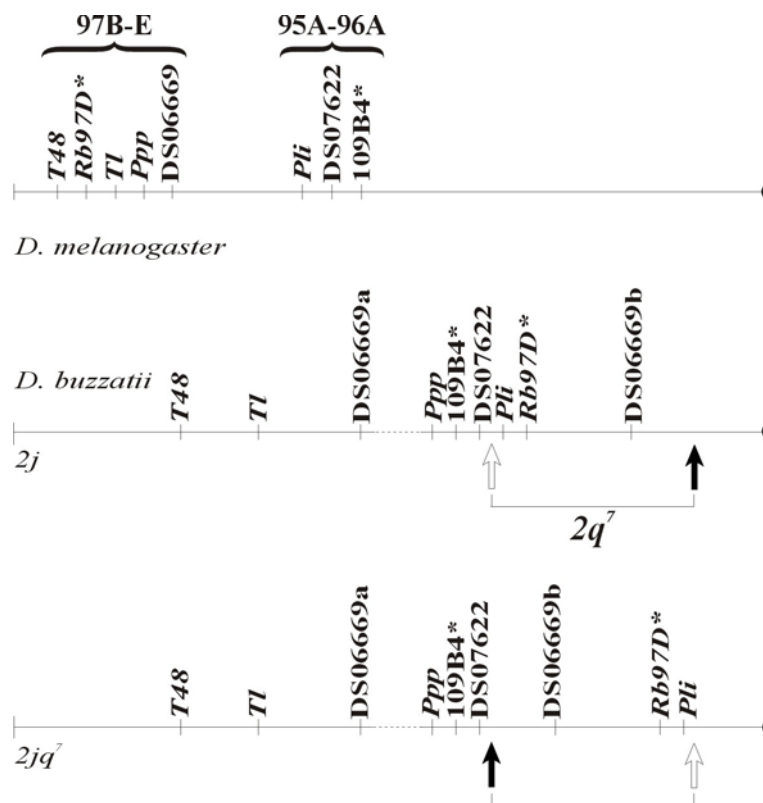 97B-E 95A-96A
T48 Rb97D* Tl Ppp DS06669 Pli DS07622 109B4*
D. melanogaster
D. buzzatii
T48 Tl DS06669a Ppp 109B4* DS07622 Pli Rb97D* DS06669b
2j
2q⁷
T48 Tl DS06669a Ppp 109B4* DS07622 DS06669b Rb97D* Pli
2jq⁷